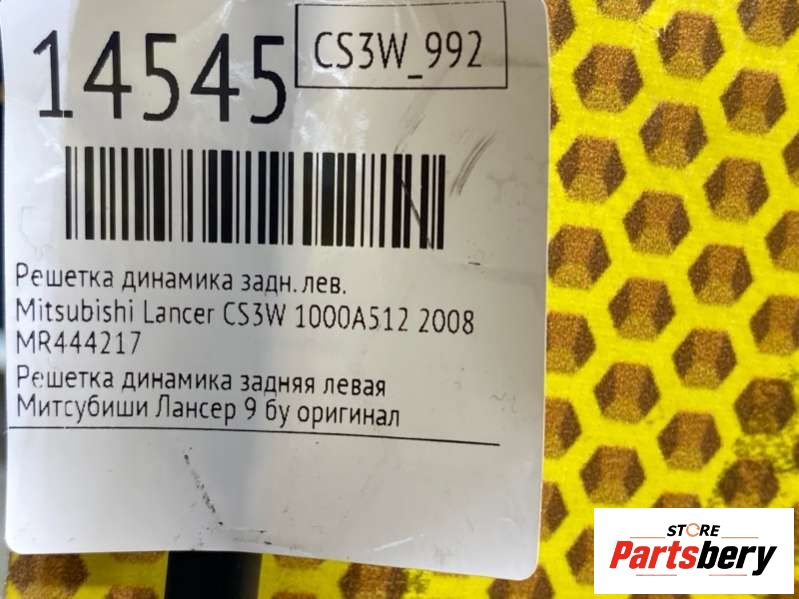 14545
CS3W_992
Решетка динамика задн. лев.
Mitsubishi Lancer CS3W 1000A512 2008
MR444217
Решетка динамика задняя левая
Митсубиши Лансер 9 бу оригинал
STORE
Partsbery